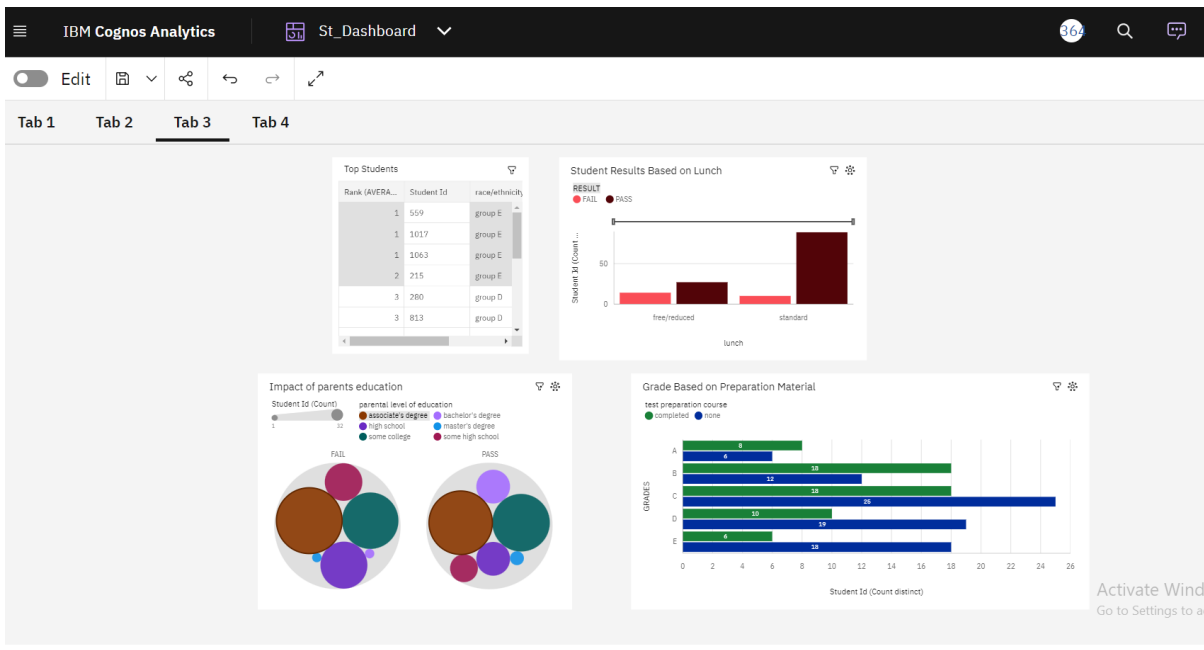 IBM Cognos Analytics St_Dashboard 364
Edit
Tab 1 Tab 2 Tab 3 Tab 4
Top Students
Rank (AVERA... Student Id race/ethnicity
1 559 group E
1 1017 group E
1 1063 group E
2 215 group E
3 280 group D
3 813 group D
Student Results Based on Lunch
RESULT
FAIL PASS
Student Id (Count ...
50
0
free/reduced standard
lunch
Impact of parents education
Student Id (Count)
1 32
parental level of education
associate's degree bachelor's degree
high school master's degree
some college some high school
FAIL PASS
Grade Based on Preparation Material
test preparation course
completed none
GRADES
A 8
6
B 18
12
C 18
25
D 10
19
E 6
18
0 2 4 6 8 10 12 14 16 18 20 22 24 26
Student Id (Count distinct)
Activate Wind
Go to Settings to a